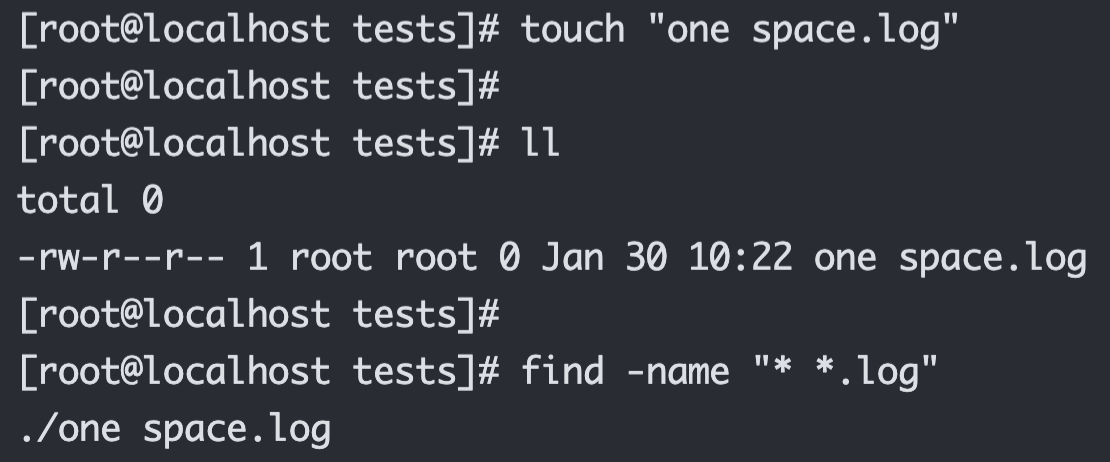 [root@localhost tests]# touch "one space.log"
[root@localhost tests]#
[root@localhost tests]# ll
total 0
-rw-r--r-- 1 root root 0 Jan 30 10:22 one space.log
[root@localhost tests]#
[root@localhost tests]# find -name "* *.log"
./one space.log